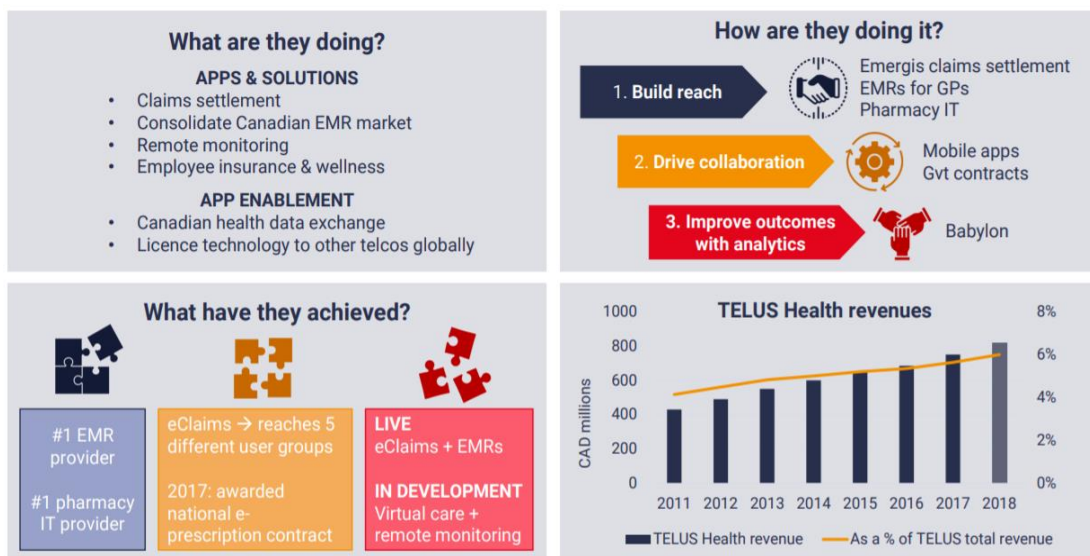 What are they doing?
APPS & SOLUTIONS
• Claims settlement
• Consolidate Canadian EMR market
• Remote monitoring
• Employee insurance & wellness
APP ENABLEMENT
• Canadian health data exchange
• Licence technology to other telcos globally
How are they doing it?
1. Build reach
Emergis claims settlement
EMRs for GPs
Pharmacy IT
2. Drive collaboration
Mobile apps
Gvt contracts
3. Improve outcomes
with analytics
Babylon
What have they achieved?
#1 EMR
provider
#1 pharmacy
IT provider
eClaims → reaches 5
different user groups
2017: awarded
national e-
prescription contract
LIVE
eClaims + EMRs
IN DEVELOPMENT
Virtual care +
remote monitoring
TELUS Health revenues
CAD millions
1000
800
600
400
200
0
8%
6%
4%
2%
0%
2011 2012 2013 2014 2015 2016 2017 2018
TELUS Health revenue
As a % of TELUS total revenue